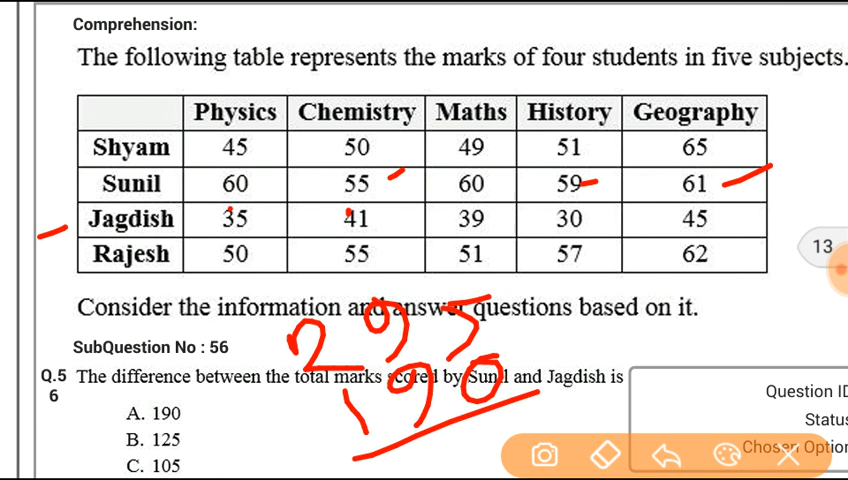 Comprehension:
The following table represents the marks of four students in five subjects.
Physics Chemistry Maths History Geography
Shyam 45 50 49 51 65
Sunil 60 55 60 59 61
Jagdish 35 41 39 30 45
Rajesh 50 55 51 57 62
13
Consider the information and answer questions based on it.
295
SubQuestion No : 56
Q.56 The difference between the total marks scored by Sunil and Jagdish is
190
A. 190
B. 125
C. 105
Question ID
Status
Chosen Option